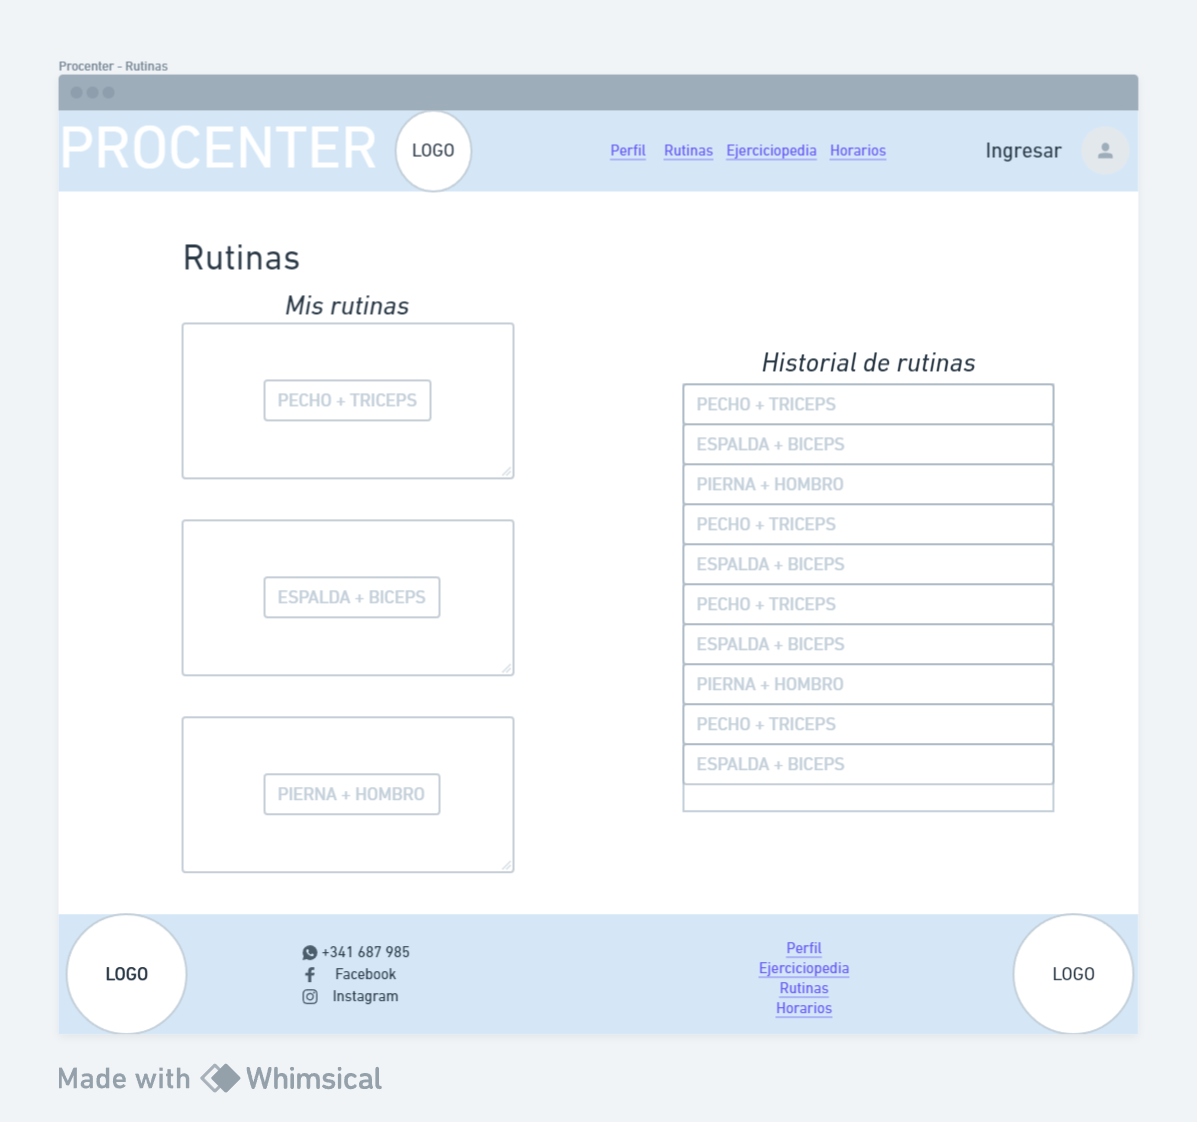 Procenter - Rutinas
PROCENTER
LOGO
Perfil Rutinas Ejerciciopedia Horarios
Ingresar
Rutinas
Mis rutinas
PECHO + TRICEPS
ESPALDA + BICEPS
PIERNA + HOMBRO
Historial de rutinas
PECHO + TRICEPS
ESPALDA + BICEPS
PIERNA + HOMBRO
PECHO + TRICEPS
ESPALDA + BICEPS
PECHO + TRICEPS
ESPALDA + BICEPS
PIERNA + HOMBRO
PECHO + TRICEPS
ESPALDA + BICEPS
LOGO
+341 687 985
Facebook
Instagram
Perfil
Ejerciciopedia
Rutinas
Horarios
LOGO
Made with Whimsical